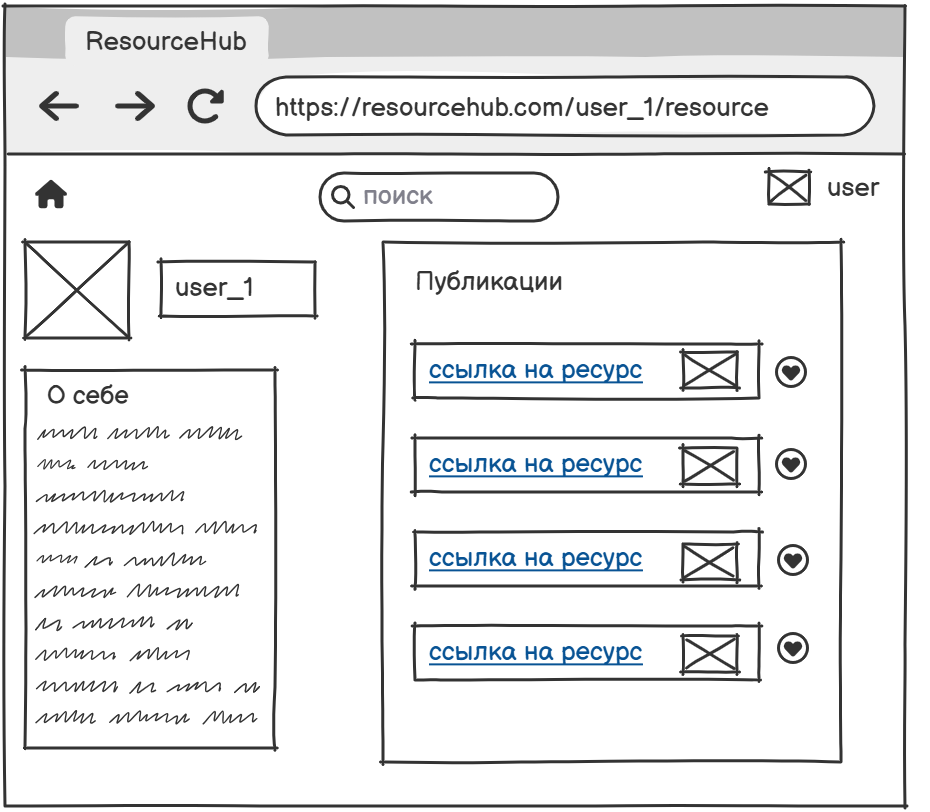 ResourceHub
https://resourcehub.com/user_1/resource
поиск
user
user_1
Публикации
ссылка на ресурс
ссылка на ресурс
ссылка на ресурс
ссылка на ресурс
О себе